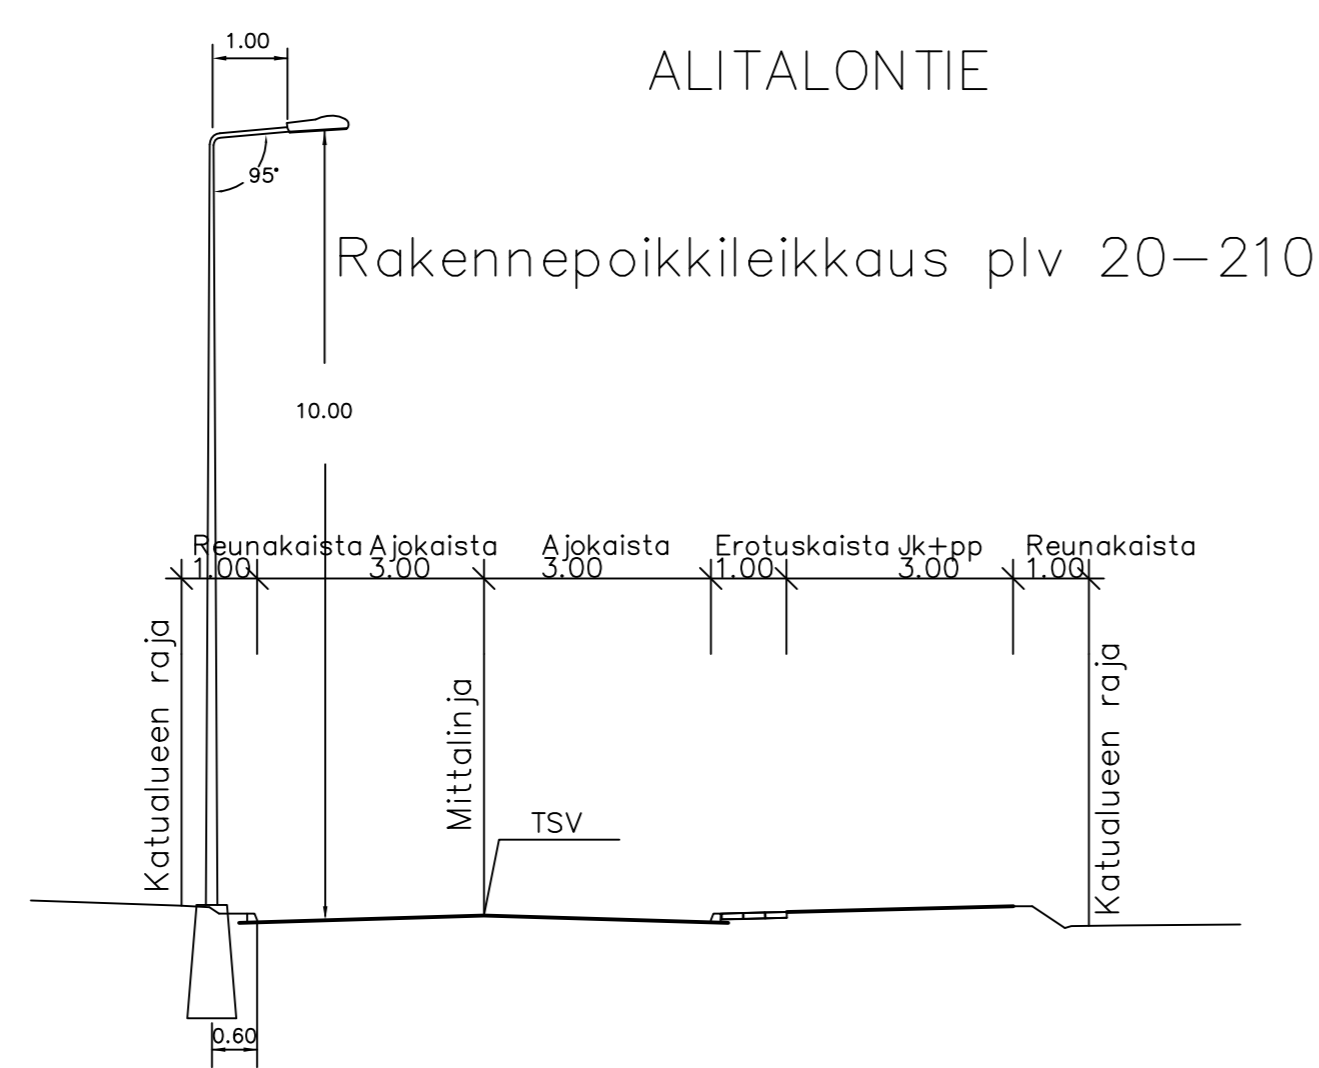 1.00
ALITALONTIE
95°
Rakennepoikkileikkaus plv 20-210
10.00
Reunakaista Ajokaista Ajokaista Erotuskaista Jk+pp Reunakaista
1.00 3.00 3.00 1.00 3.00 1.00
Katualueen raja
Mittalinja
Katualueen raja
TSV
0.60